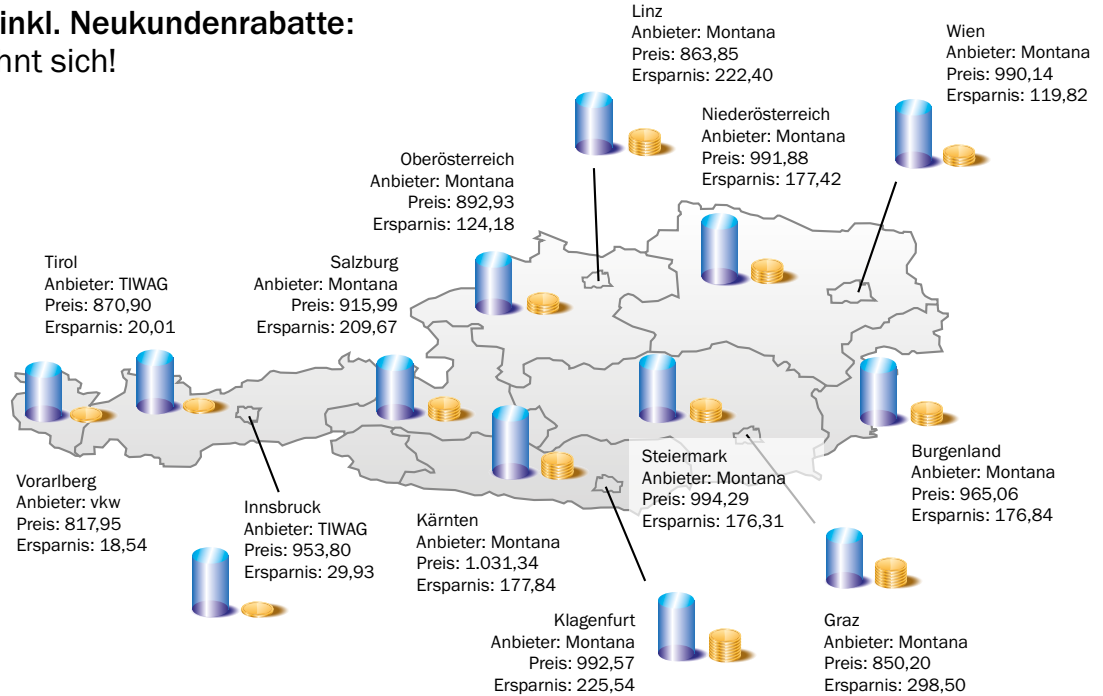 inkl. Neukundenrabatte:
nnt sich!
Linz
Anbieter: Montana
Preis: 863,85
Ersparnis: 222,40
Wien
Anbieter: Montana
Preis: 990,14
Ersparnis: 119,82
Niederösterreich
Anbieter: Montana
Preis: 991,88
Ersparnis: 177,42
Oberösterreich
Anbieter: Montana
Preis: 892,93
Ersparnis: 124,18
Tirol
Anbieter: TIWAG
Preis: 870,90
Ersparnis: 20,01
Salzburg
Anbieter: Montana
Preis: 915,99
Ersparnis: 209,67
Vorarlberg
Anbieter: vkw
Preis: 817,95
Ersparnis: 18,54
Innsbruck
Anbieter: TIWAG
Preis: 953,80
Ersparnis: 29,93
Kärnten
Anbieter: Montana
Preis: 1.031,34
Ersparnis: 177,84
Steiermark
Anbieter: Montana
Preis: 994,29
Ersparnis: 176,31
Burgenland
Anbieter: Montana
Preis: 965,06
Ersparnis: 176,84
Klagenfurt
Anbieter: Montana
Preis: 992,57
Ersparnis: 225,54
Graz
Anbieter: Montana
Preis: 850,20
Ersparnis: 298,50